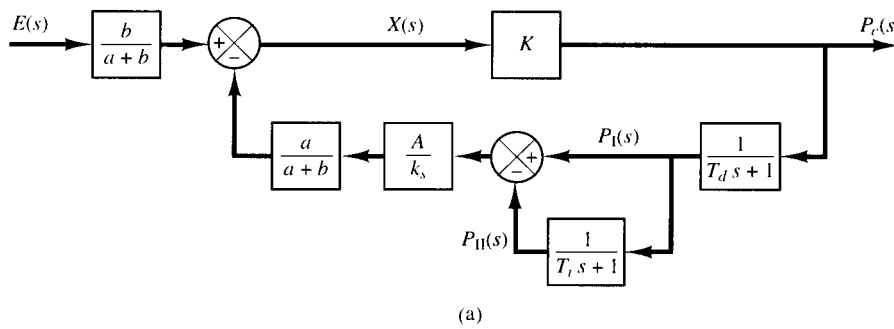 E(s)
b
a + b
+
−
X(s)
K
P_c(s
a
a + b
A
k_s
+
−
P_I(s)
1
T_d s + 1
P_II(s)
1
T_i s + 1
(a)